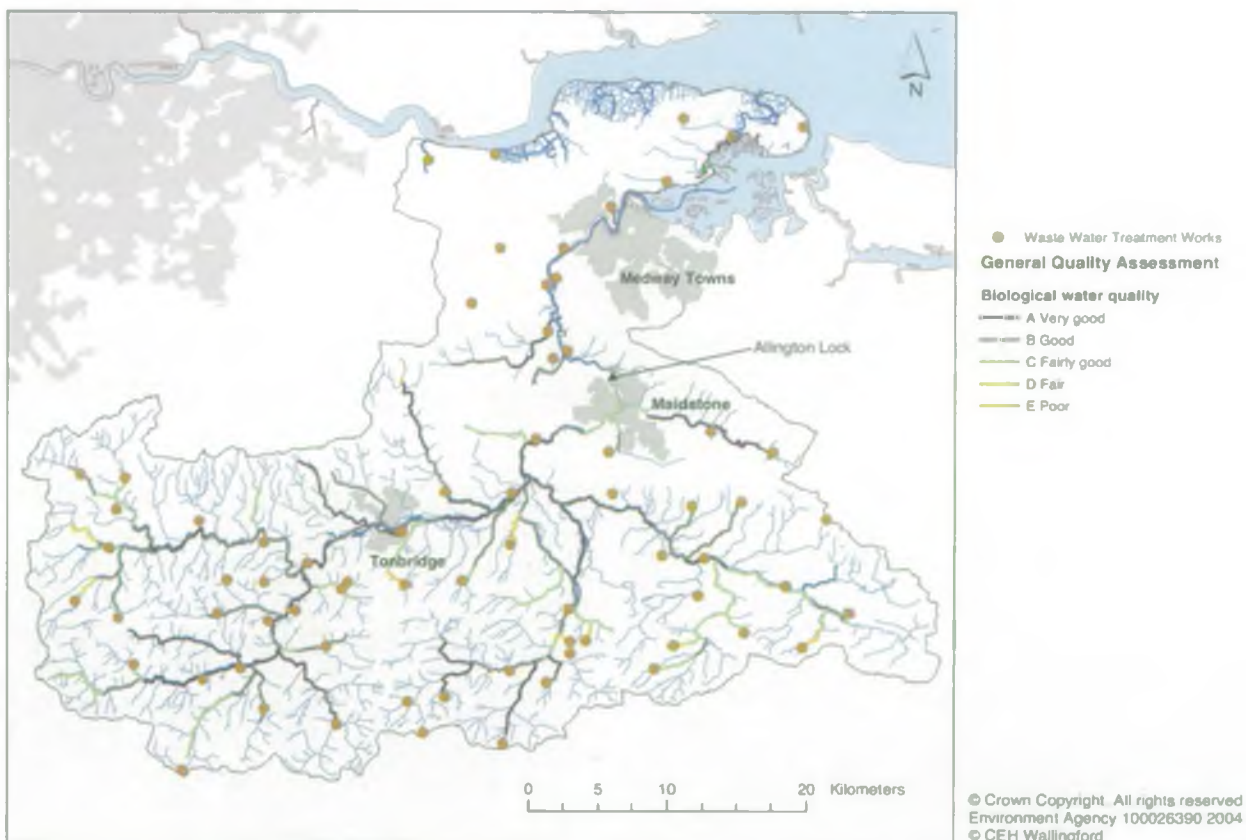 N
Medway Towns
Allington Lock
Maidstone
Tonbridge
0 5 10 20 Kilometers
Waste Water Treatment Works
General Quality Assessment
Biological water quality
A Very good
B Good
C Fairly good
D Fair
E Poor
© Crown Copyright All rights reserved
Environment Agency 100026390 2004
© CEH Wallingford